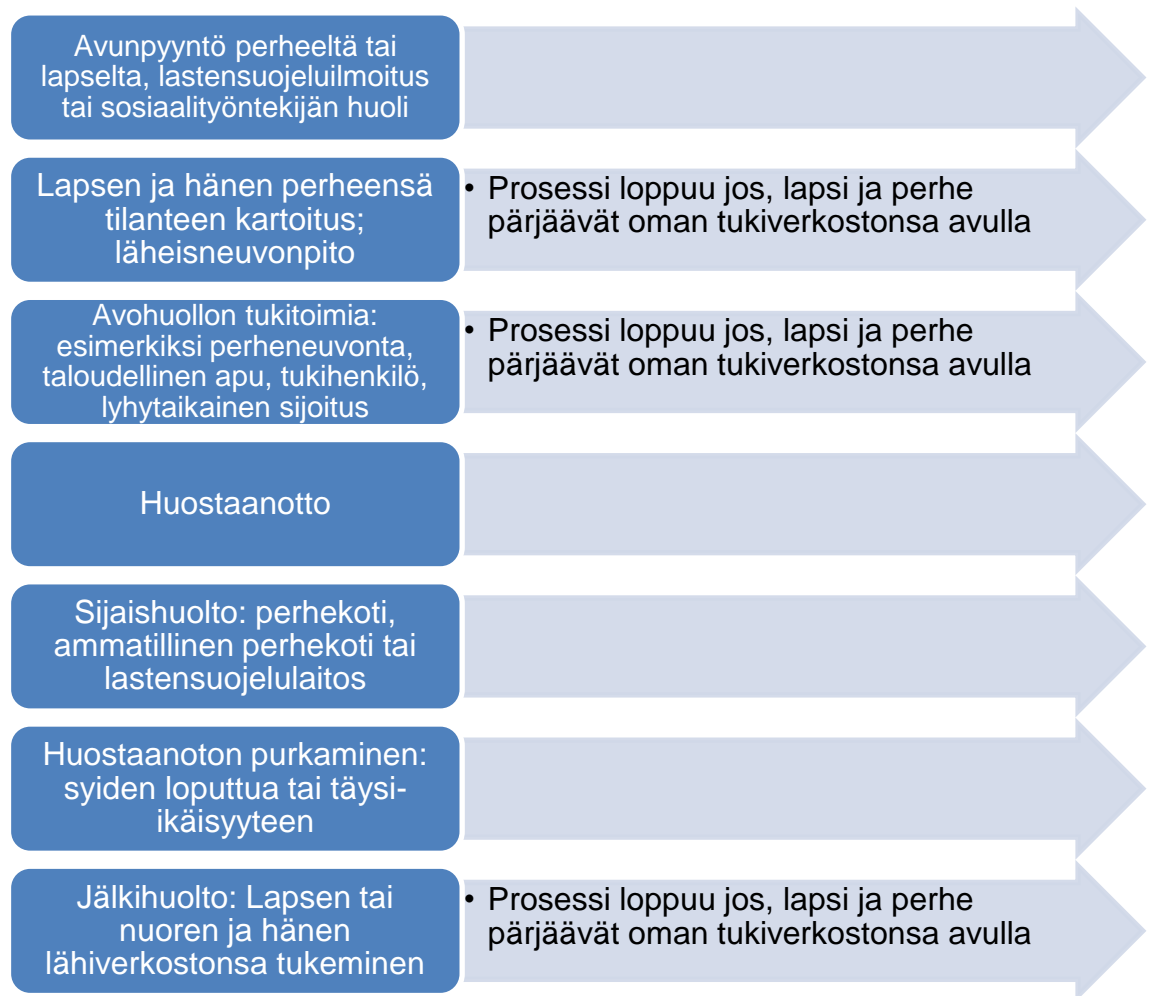 Avunpyyntö perheeltä tai
lapselta, lastensuojeluilmoitus
tai sosiaalityöntekijän huoli
Lapsen ja hänen perheensä
tilanteen kartoitus;
läheisneuvonpito
• Prosessi loppuu jos, lapsi ja perhe
pärjäävät oman tukiverkostonsa avulla
Avohuollon tukitoimia:
esimerkiksi perheneuvonta,
taloudellinen apu, tukihenkilö,
lyhytaikainen sijoitus
• Prosessi loppuu jos, lapsi ja perhe
pärjäävät oman tukiverkostonsa avulla
Huostaanotto
Sijaishuolto: perhekoti,
ammatillinen perhekoti tai
lastensuojelulaitos
Huostaanoton purkaminen:
syiden loputtua tai täysi-
ikäisyyteen
Jälkihuolto: Lapsen tai
nuoren ja hänen
lähiverkostonsa tukeminen
• Prosessi loppuu jos, lapsi ja perhe
pärjäävät oman tukiverkostonsa avulla